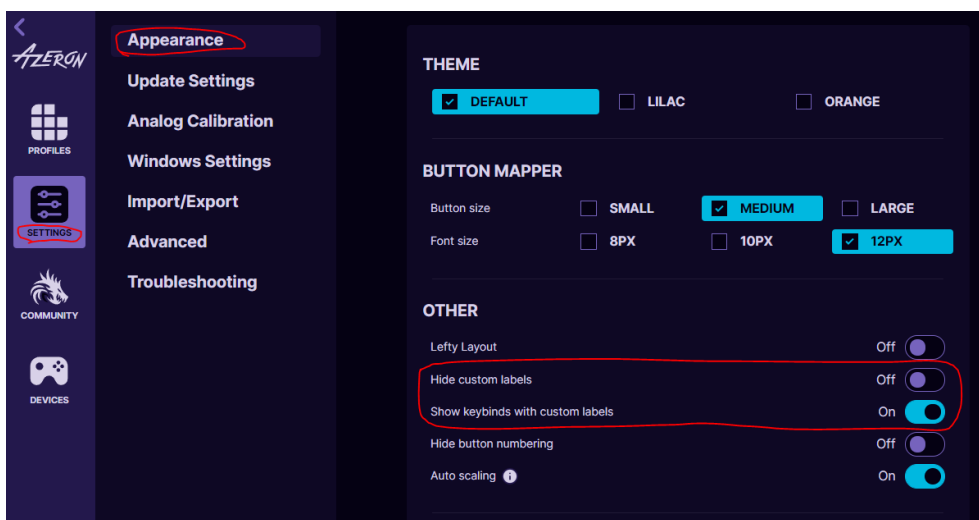 AZERON
PROFILES
SETTINGS
COMMUNITY
DEVICES
Appearance
Update Settings
Analog Calibration
Windows Settings
Import/Export
Advanced
Troubleshooting
THEME
DEFAULT LILAC ORANGE
BUTTON MAPPER
Button size SMALL MEDIUM LARGE
Font size 8PX 10PX 12PX
OTHER
Lefty Layout Off
Hide custom labels Off
Show keybinds with custom labels On
Hide button numbering Off
Auto scaling i On